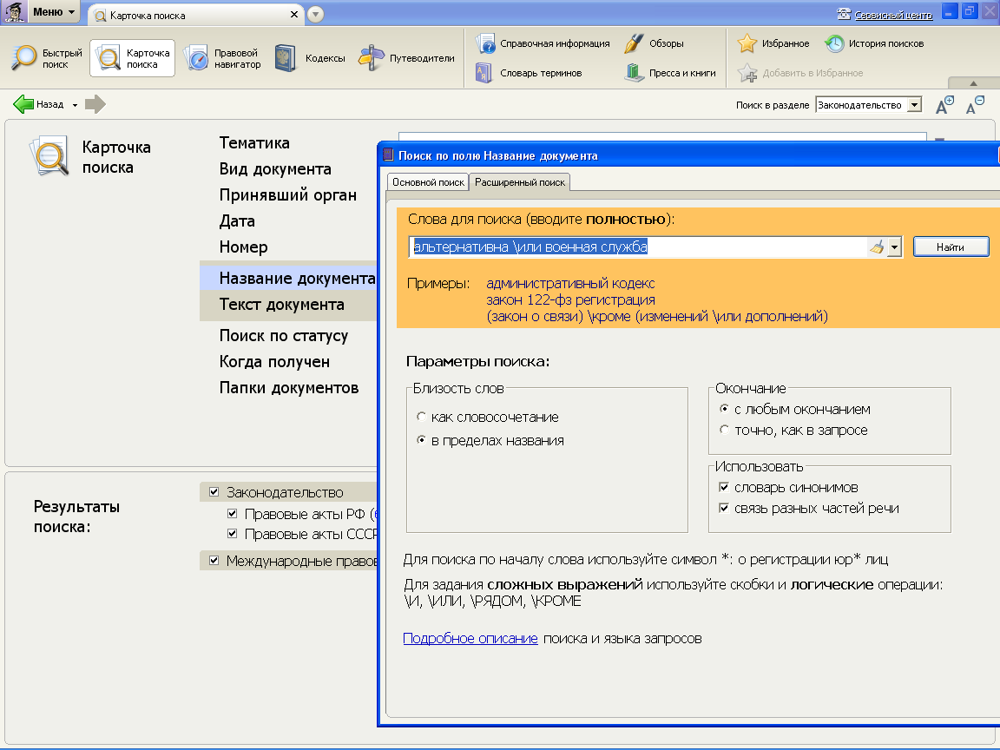 Меню
Карточка поиска
Сервисный центр
Быстрый поиск
Карточка поиска
Правовой навигатор
Кодексы
Путеводители
Справочная информация
Словарь терминов
Обзоры
Пресса и книги
Избранное
История поисков
Добавить в Избранное
Назад
Поиск в разделе
Законодательство
Карточка
поиска
Тематика
Вид документа
Принявший орган
Дата
Номер
Название документа
Текст документа
Поиск по статусу
Когда получен
Папки документов
Результаты
поиска:
Законодательство
Правовые акты РФ
Правовые акты СССР
Международные
Поиск по полю Название документа
Основной поиск
Расширенный поиск
Слова для поиска (вводите полностью):
альтернативна \или военная служба
Найти
Примеры:
административный кодекс
закон 122-фз регистрация
(закон о связи) \кроме (изменений \или дополнений)
Параметры поиска:
Близость слов
как словосочетание
в пределах названия
Окончание
с любым окончанием
точно, как в запросе
Использовать
словарь синонимов
связь разных частей речи
Для поиска по началу слова используйте символ *: о регистрации юр* лиц
Для задания сложных выражений используйте скобки и логические операции:
\И, \ИЛИ, \РЯДОМ, \КРОМЕ
Подробное описание поиска и языка запросов